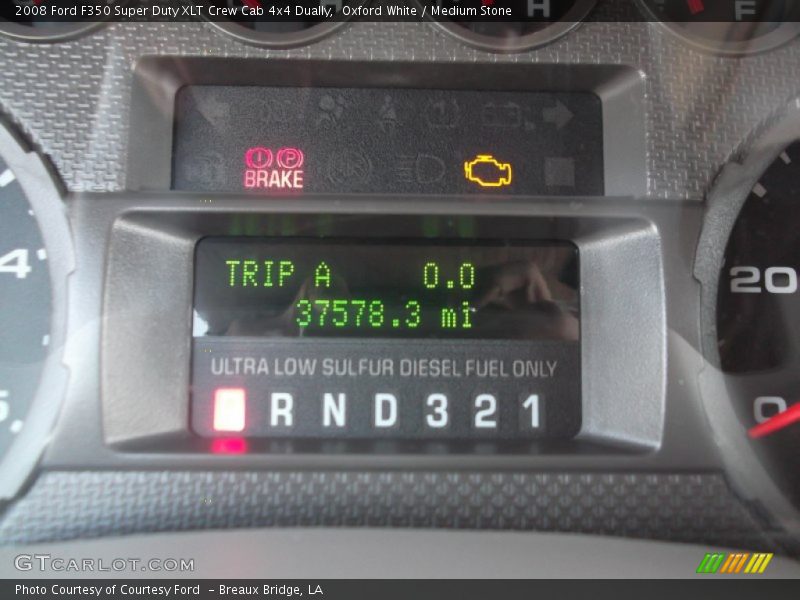 2008 Ford F350 Super Duty XLT Crew Cab 4x4 Dually, Oxford White / Medium Stone
H
F
BRAKE
4
TRIP A 0.0
20
37578.3 mi
ULTRA LOW SULFUR DIESEL FUEL ONLY
R N D 3 2 1
0
GTCARLOT.COM
Photo Courtesy of Courtesy Ford - Breaux Bridge, LA